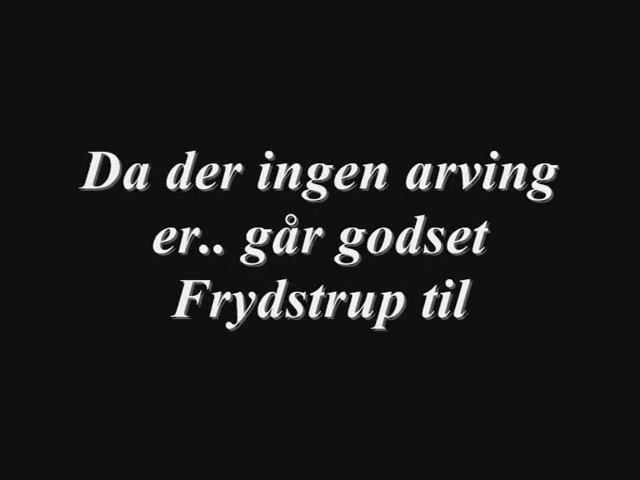 Da der ingen arving
er.. går godset
Frydstrup til